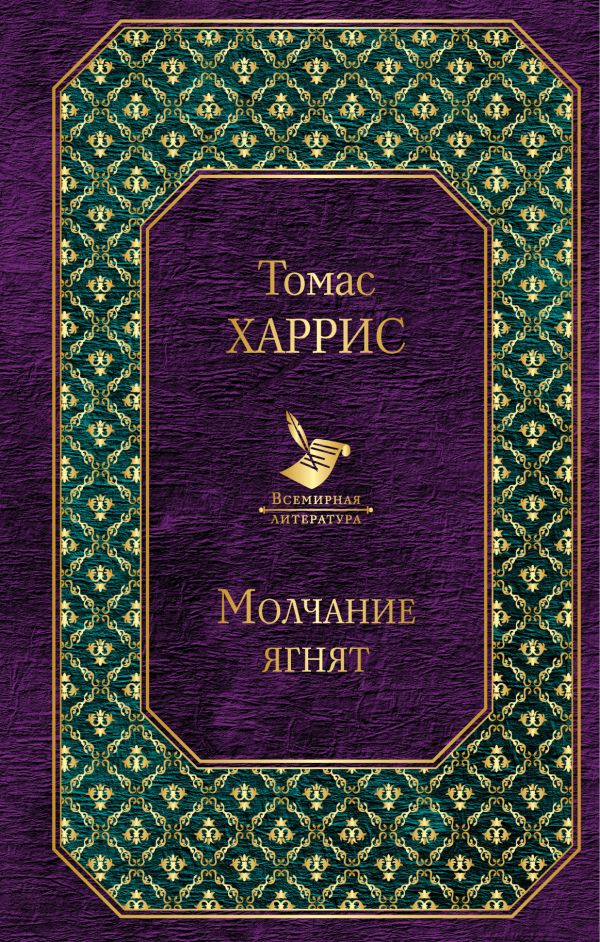 Томас
ХАРРИС
Всемирная
литература
Молчание
ягнят